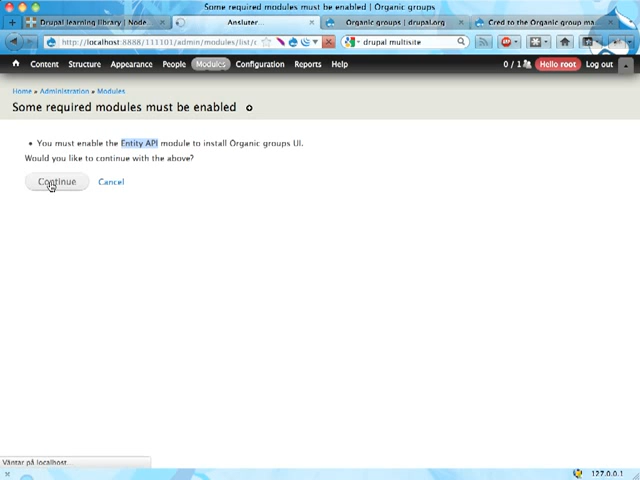 Some required modules must be enabled | Organic groups
Drupal learning library | Node...
Ansluter...
Organic groups | drupal.org
Cred to the Organic group ma...
http://localhost:8888/111101/admin/modules/list/c
drupal multisite
Content Structure Appearance People Modules Configuration Reports Help
0 / 1
Hello root
Log out
Home » Administration » Modules
Some required modules must be enabled
You must enable the Entity API module to install Organic groups UI.
Would you like to continue with the above?
Continue
Cancel
Väntar på localhost...
127.0.0.1